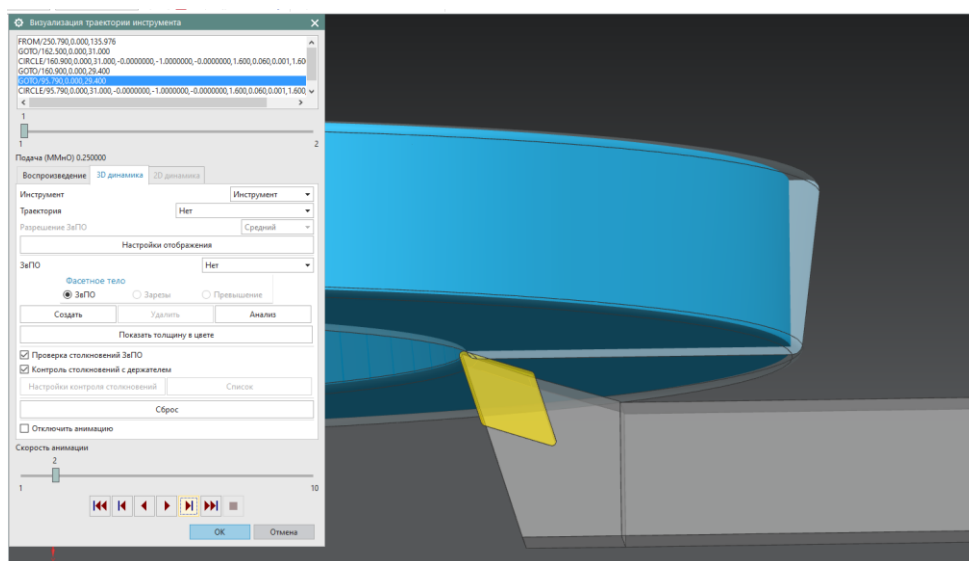 Визуализация траектории инструмента
FROM/250.790,0.000,135.976
GOTO/162.500,0.000,31.000
CIRCLE/160.900,0.000,31.000,-0.0000000,-1.0000000,-0.0000000,1.600,0.060,0.001,1.60
GOTO/160.900,0.000,29.400
GOTO/95.790,0.000,29.400
CIRCLE/95.790,0.000,31.000,-0.0000000,-1.0000000,-0.0000000,1.600,0.060,0.001,1.600,
1
1 2
Подача (ММнО) 0.250000
Воспроизведение 3D динамика 2D динамика
Инструмент Инструмент
Траектория Нет
Разрешение ЗвПО Средний
Настройки отображения
ЗвПО Нет
Фасетное тело
ЗвПО Зарезы Превышение
Создать Удалить Анализ
Показать толщину в цвете
Проверка столкновений ЗвПО
Контроль столкновений с держателем
Настройки контроля столкновений Список
Сброс
Отключить анимацию
Скорость анимации
2
1 10
OK Отмена